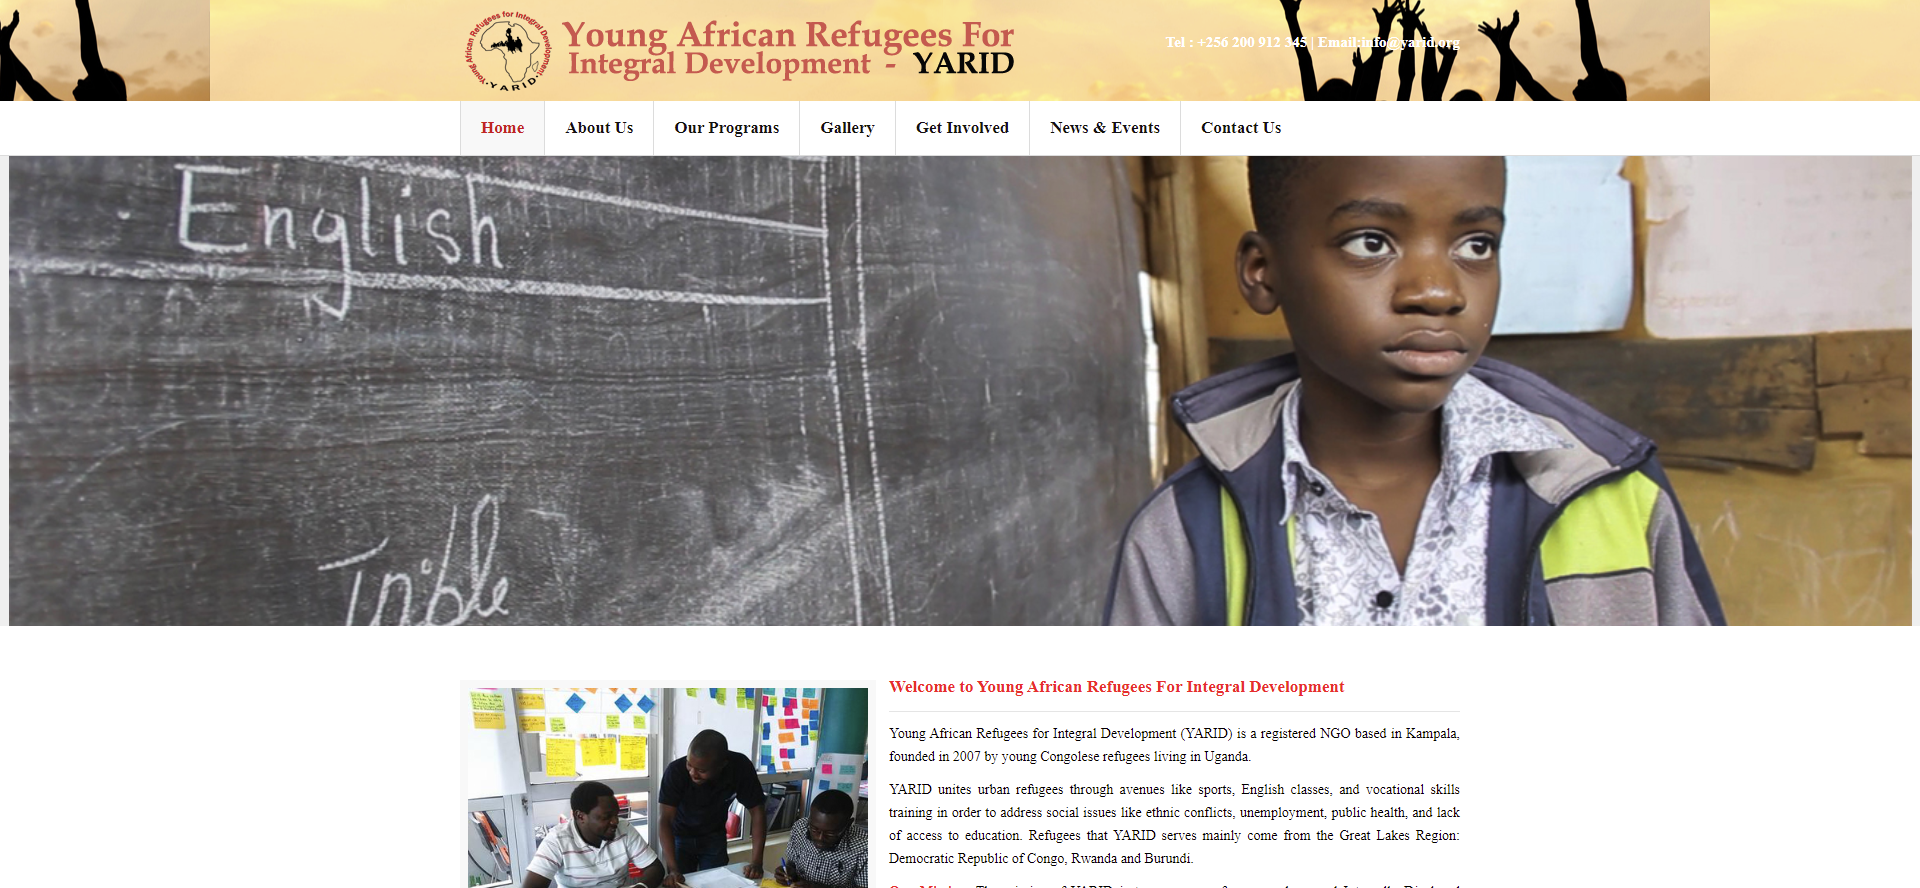 Young African Refugees for Integral Development
YARID
Young African Refugees For
Integral Development - YARID
Tel : +256 200 912 345 | Email:info@yarid.org
Home
About Us
Our Programs
Gallery
Get Involved
News & Events
Contact Us
English
Welcome to Young African Refugees For Integral Development
Young African Refugees for Integral Development (YARID) is a registered NGO based in Kampala,
founded in 2007 by young Congolese refugees living in Uganda.
YARID unites urban refugees through avenues like sports, English classes, and vocational skills
training in order to address social issues like ethnic conflicts, unemployment, public health, and lack
of access to education. Refugees that YARID serves mainly come from the Great Lakes Region:
Democratic Republic of Congo, Rwanda and Burundi.